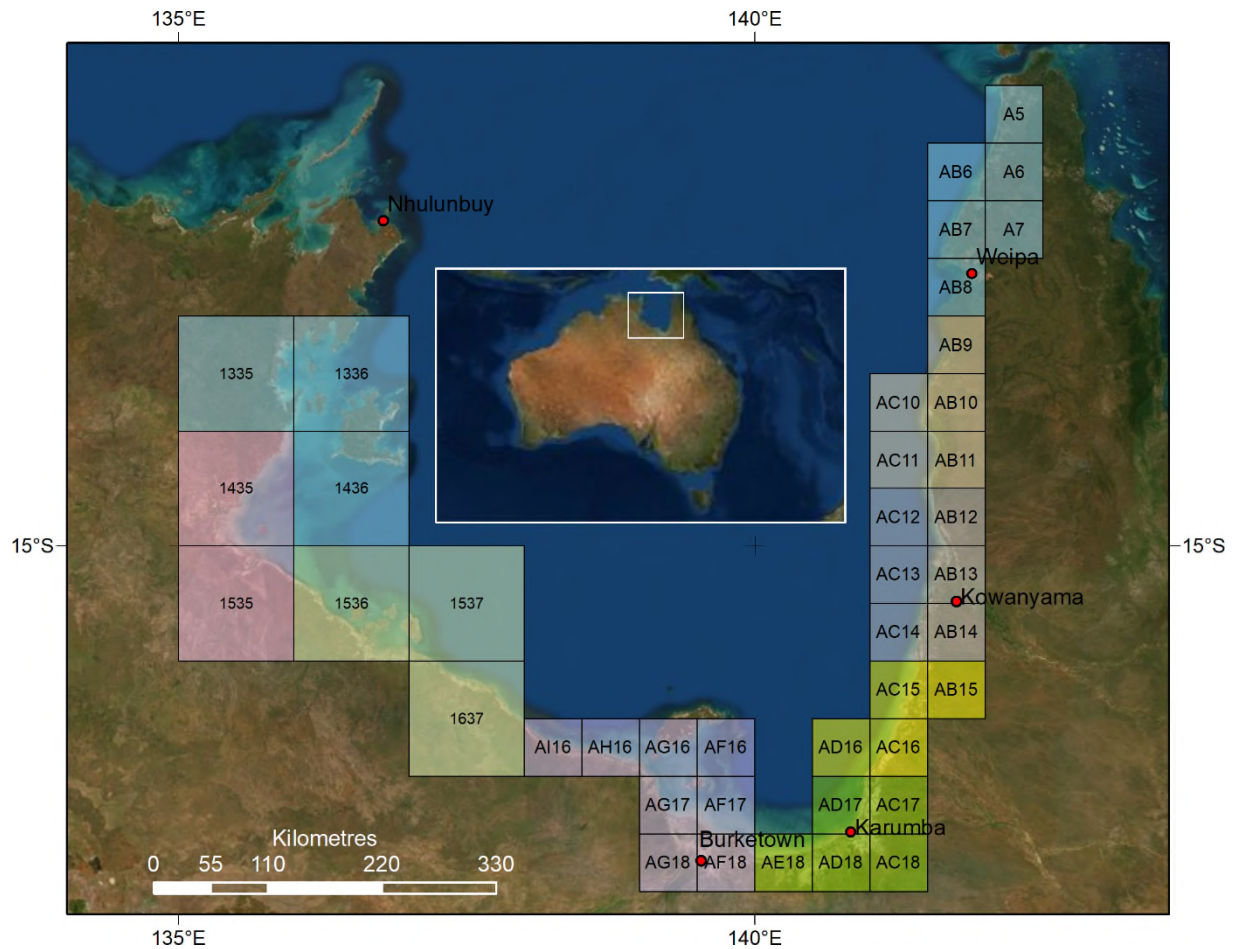 135°E 140°E
A5
AB6 A6
Nhulunbuy
AB7 A7
Weipa
AB8
AB9
1335 1336
AC10 AB10
AC11 AB11
1435 1436
AC12 AB12
15°S 15°S
AC13 AB13
Kowanyama
1535 1536 1537
AC14 AB14
AC15 AB15
1637
AI16 AH16 AG16 AF16 AD16 AC16
AG17 AF17 AD17 AC17
Karumba
Kilometres
Burketown
0 55 110 220 330
AG18 AF18 AE18 AD18 AC18
135°E 140°E